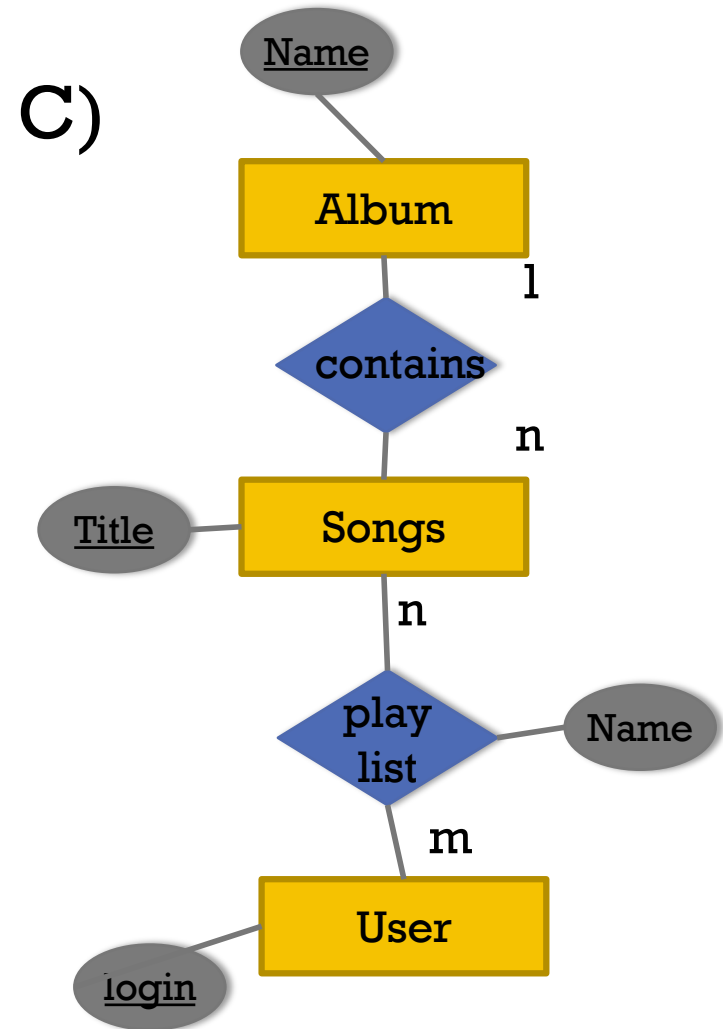 Name
C)
Album
1
contains
n
Title
Songs
n
play
list
Name
m
User
login